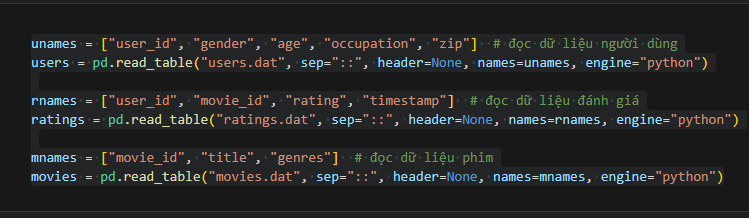 unames = ["user_id", "gender", "age", "occupation", "zip"]  # đọc dữ liệu người dùng
users = pd.read_table("users.dat", sep="::", header=None, names=unames, engine="python")
rnames = ["user_id", "movie_id", "rating", "timestamp"]  # đọc dữ liệu đánh giá
ratings = pd.read_table("ratings.dat", sep="::", header=None, names=rnames, engine="python")
mnames = ["movie_id", "title", "genres"]  # đọc dữ liệu phim
movies = pd.read_table("movies.dat", sep="::", header=None, names=mnames, engine="python")